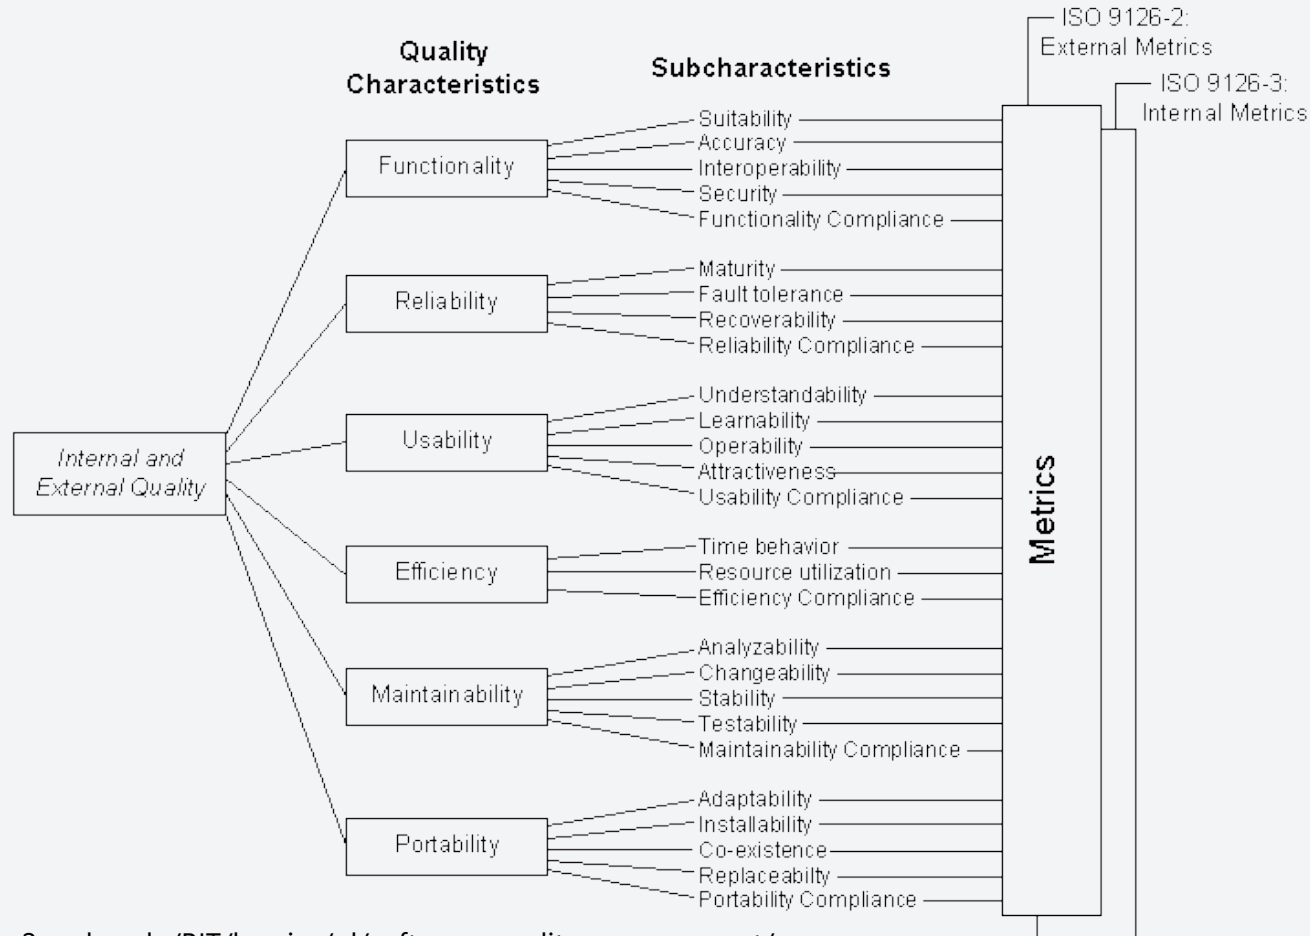 ISO 9126-2:
External Metrics
ISO 9126-3:
Internal Metrics
Quality
Characteristics
Subcharacteristics
Internal and
External Quality
Functionality
Suitability
Accuracy
Interoperability
Security
Functionality Compliance
Reliability
Maturity
Fault tolerance
Recoverability
Reliability Compliance
Usability
Understandability
Learnability
Operability
Attractiveness
Usability Compliance
Efficiency
Time behavior
Resource utilization
Efficiency Compliance
Maintainability
Analyzability
Changeability
Stability
Testability
Maintainability Compliance
Portability
Adaptability
Installability
Co-existence
Replaceabilty
Portability Compliance
Metrics